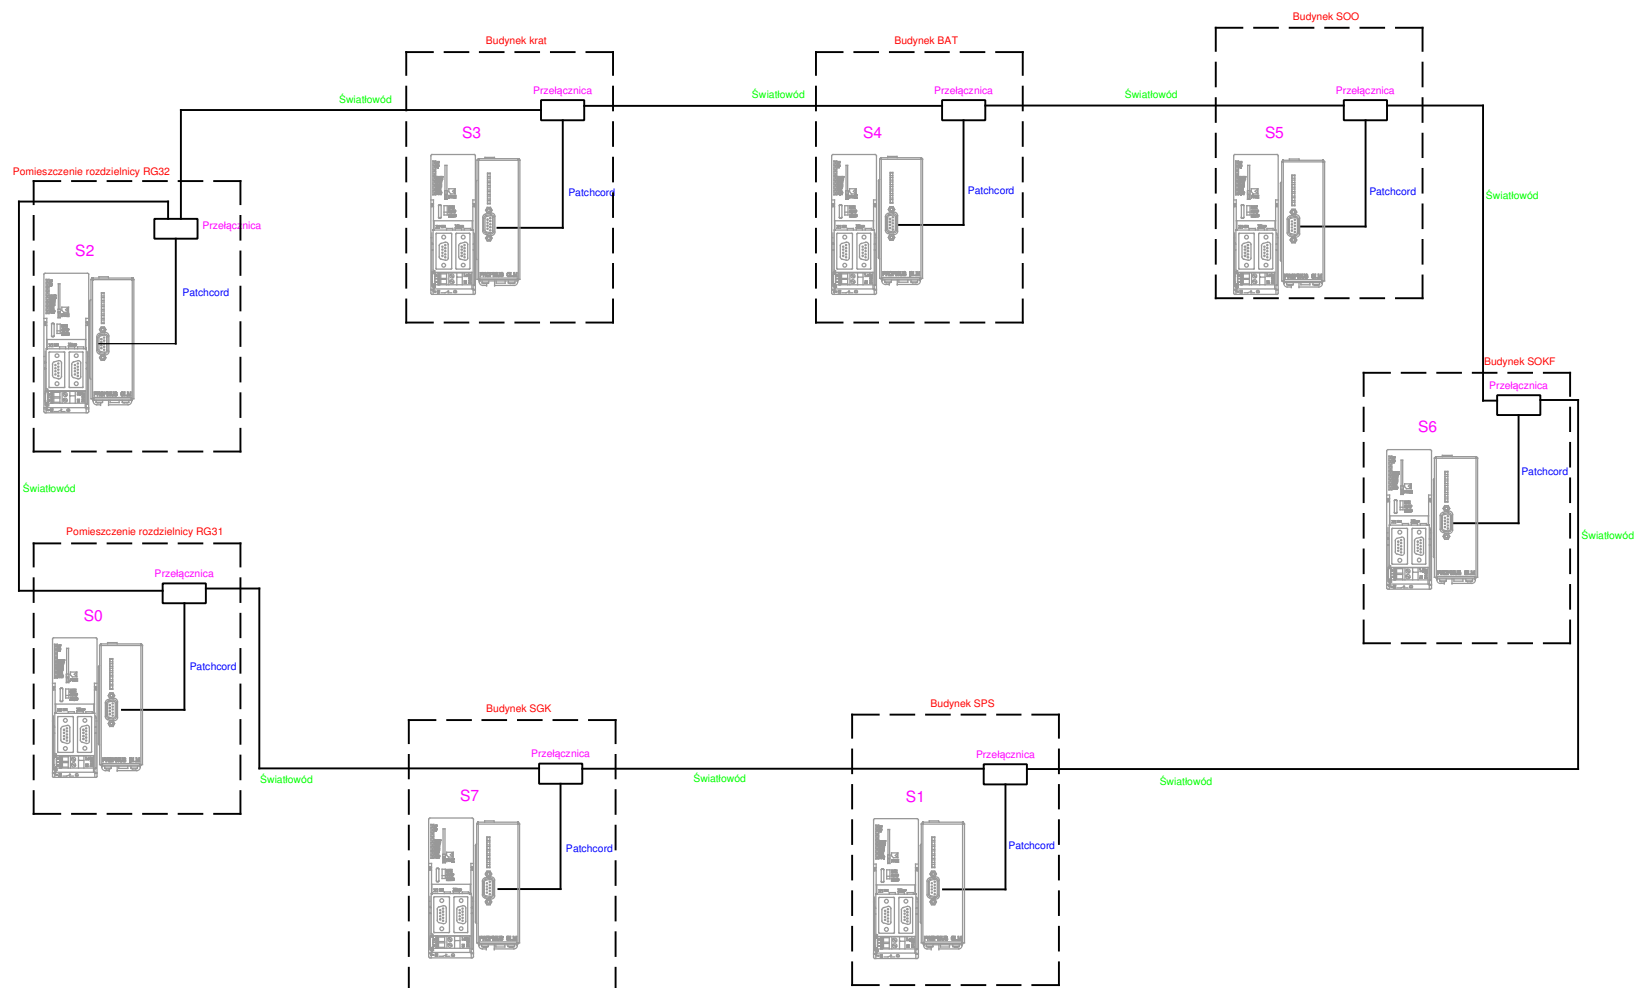 Budynek SOO
Budynek krat
Budynek BAT
Przełącznica
Przełącznica
Przełącznica
Światłowód
Światłowód
Światłowód
S3
S4
S5
Pomieszczenie rozdzielnicy RG32
Patchcord
Patchcord
Patchcord
Światłowód
Przełącznica
S2
Patchcord
Budynek SOKF
Przełącznica
S6
Patchcord
Światłowód
Światłowód
Pomieszczenie rozdzielnicy RG31
Przełącznica
S0
Patchcord
Budynek SGK
Budynek SPS
Przełącznica
Przełącznica
Światłowód
Światłowód
Światłowód
S7
S1
Patchcord
Patchcord